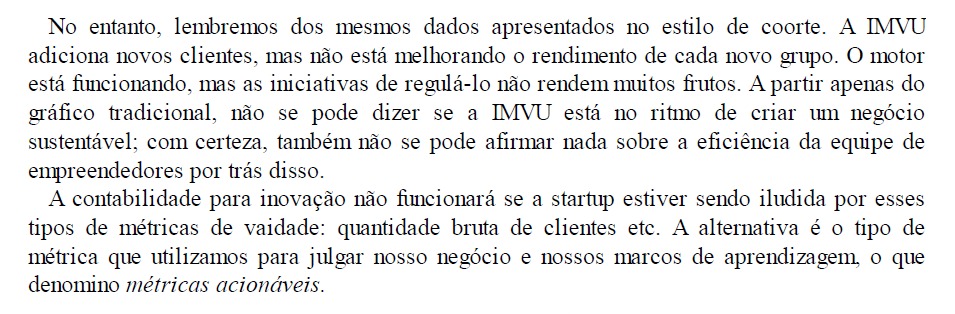 No entanto, lembremos dos mesmos dados apresentados no estilo de coorte. A IMVU
adiciona novos clientes, mas não está melhorando o rendimento de cada novo grupo. O motor
está funcionando, mas as iniciativas de regulá-lo não rendem muitos frutos. A partir apenas do
gráfico tradicional, não se pode dizer se a IMVU está no ritmo de criar um negócio
sustentável; com certeza, também não se pode afirmar nada sobre a eficiência da equipe de
empreendedores por trás disso.
A contabilidade para inovação não funcionará se a startup estiver sendo iludida por esses
tipos de métricas de vaidade: quantidade bruta de clientes etc. A alternativa é o tipo de
métrica que utilizamos para julgar nosso negócio e nossos marcos de aprendizagem, o que
denomino métricas acionáveis.